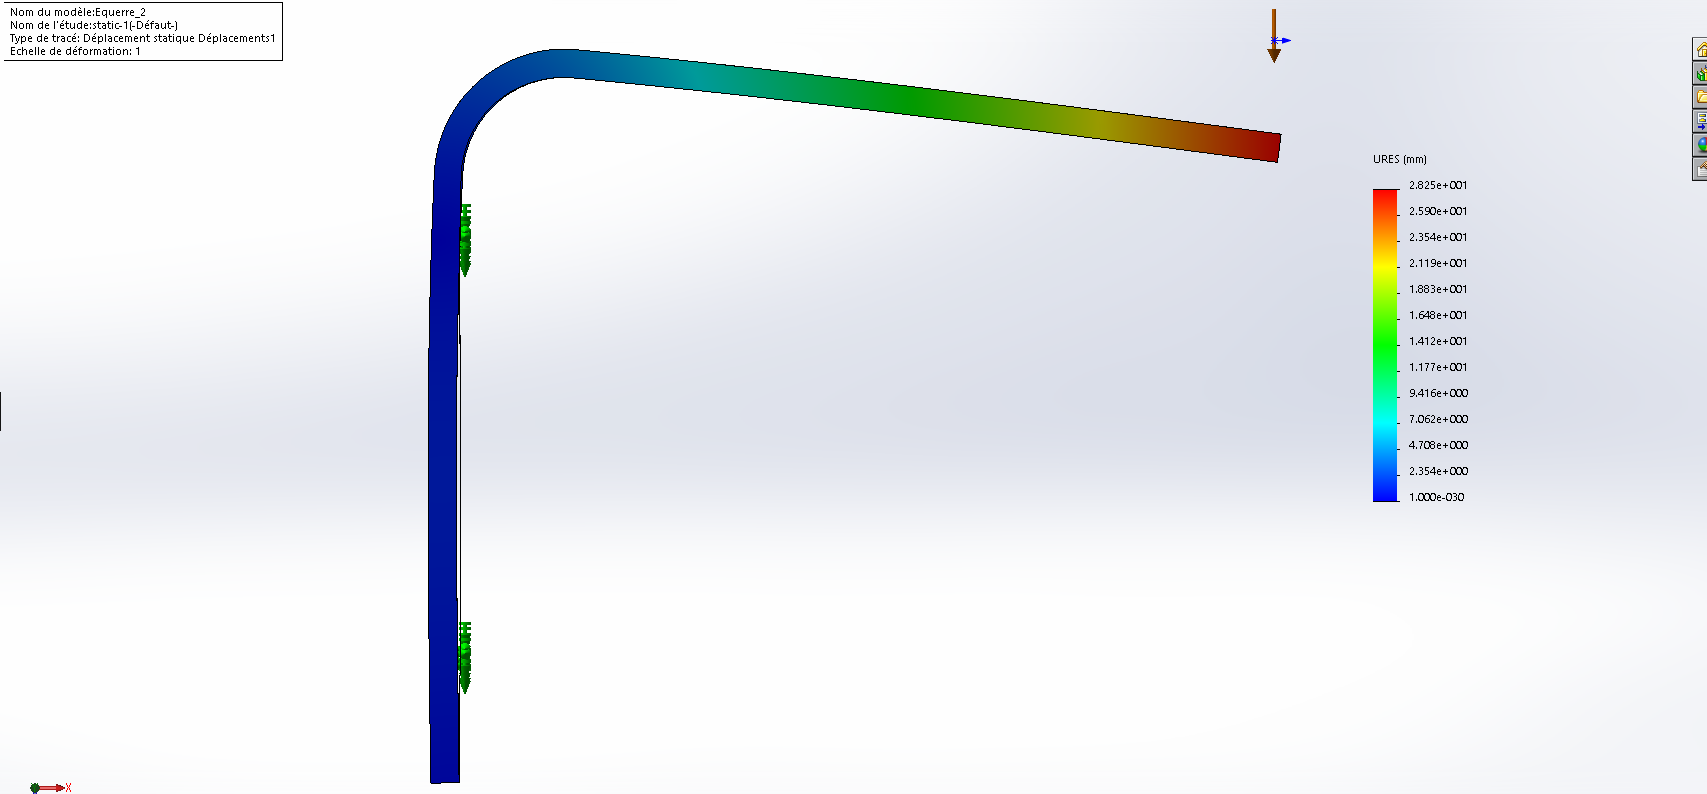 Nom du modèle:Equerre_2
Nom de l'étude:static-1(-Défaut-)
Type de tracé: Déplacement statique Déplacements1
Echelle de déformation: 1
URES (mm)
2.825e+001
2.590e+001
2.354e+001
2.119e+001
1.883e+001
1.648e+001
1.412e+001
1.177e+001
9.416e+000
7.062e+000
4.708e+000
2.354e+000
1.000e-030
X